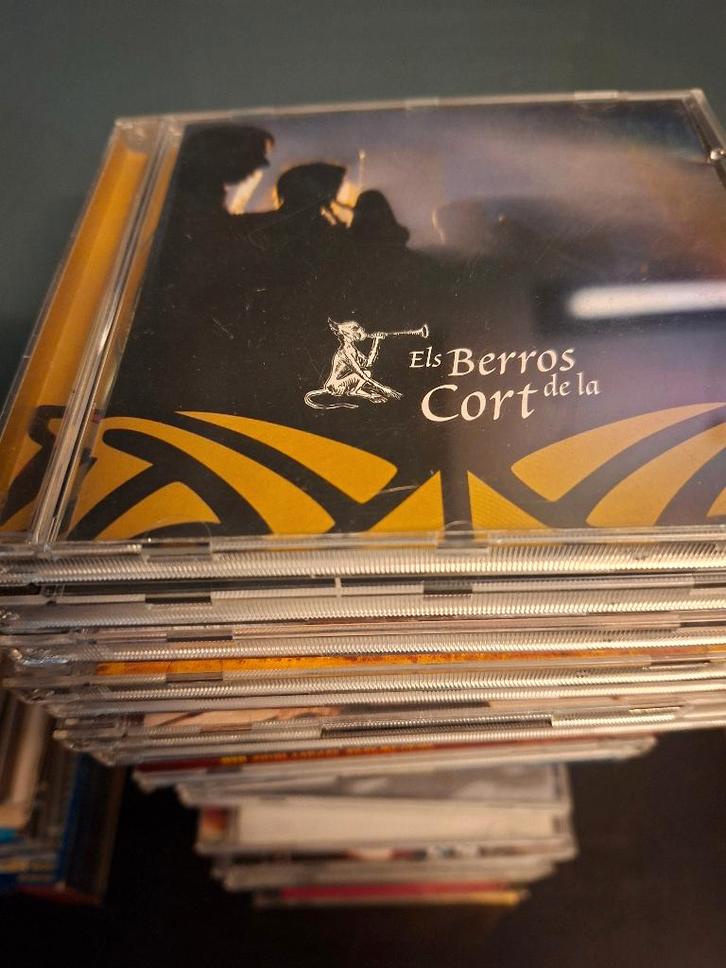 Els Berros
de la
Cort